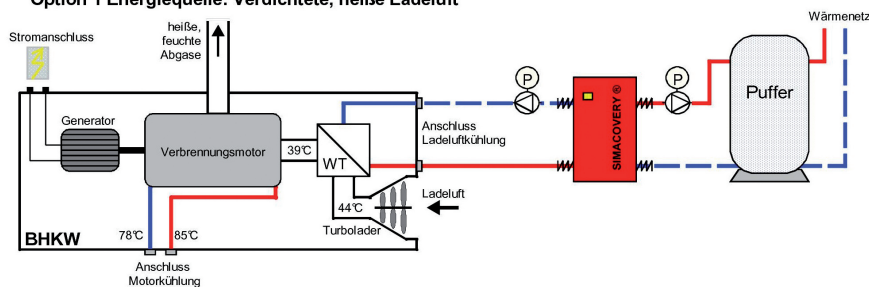 Option 1 Energiequelle: Verdichtete, heiße Ladeluft
Wärmenetz
Stromanschluss
heiße,
feuchte
Abgase
P
P
Puffer
SIMACOVERY ®
Generator
Verbrennungsmotor
39°C
WT
Anschluss
Ladeluftkühlung
44°C
Ladeluft
Turbolader
78°C
85°C
BHKW
Anschluss
Motorkühlung